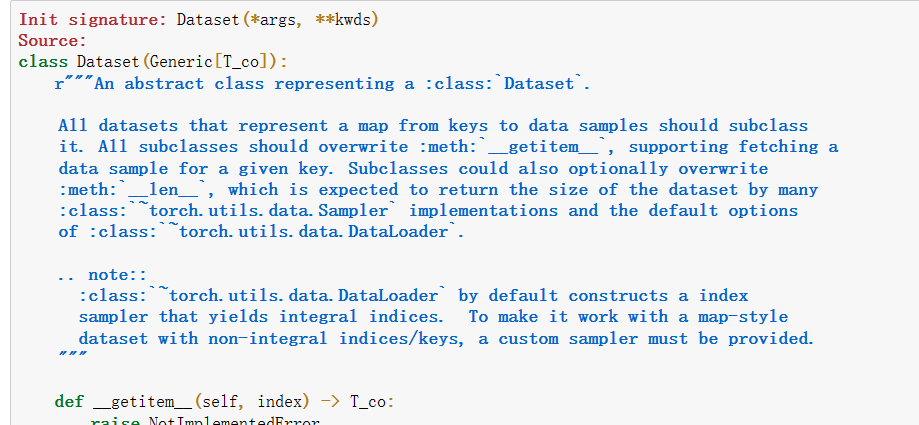 Init signature: Dataset(*args, **kwds)
Source:
class Dataset(Generic[T_co]):
    r"""An abstract class representing a :class:`Dataset`.

    All datasets that represent a map from keys to data samples should subclass
    it. All subclasses should overwrite :meth:`__getitem__`, supporting fetching a
    data sample for a given key. Subclasses could also optionally overwrite
    :meth:`__len__`, which is expected to return the size of the dataset by many
    :class:`~torch.utils.data.Sampler` implementations and the default options
    of :class:`~torch.utils.data.DataLoader`.

    .. note::
      :class:`~torch.utils.data.DataLoader` by default constructs a index
      sampler that yields integral indices.  To make it work with a map-style
      dataset with non-integral indices/keys, a custom sampler must be provided.
    """

    def __getitem__(self, index) -> T_co:
        raise NotImplementedError